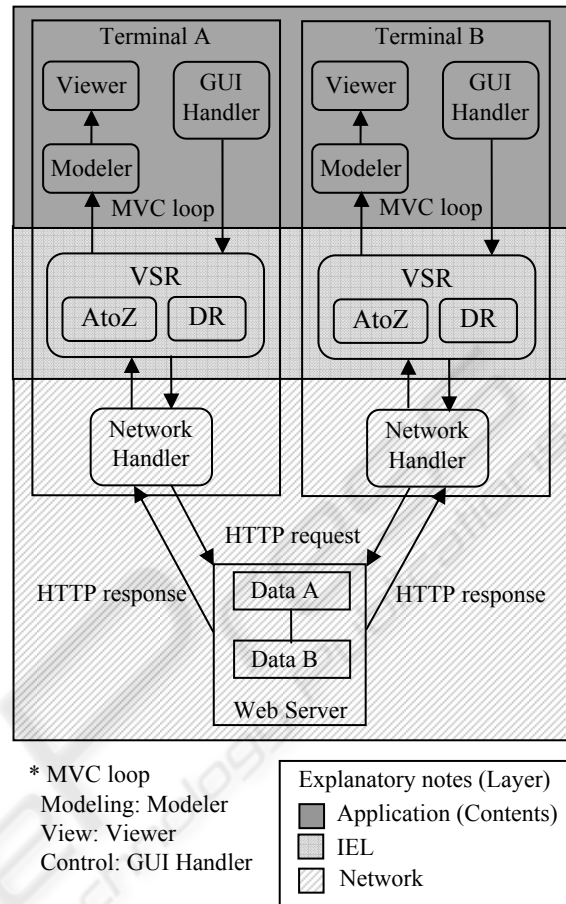 Terminal A
Terminal B
Viewer
GUI
Handler
Modeler
MVC loop
Viewer
GUI
Handler
Modeler
MVC loop
VSR
AtoZ
DR
VSR
AtoZ
DR
Network
Handler
Network
Handler
HTTP request
HTTP response
HTTP response
Data A
Data B
Web Server
* MVC loop
Modeling: Modeler
View: Viewer
Control: GUI Handler
Explanatory notes (Layer)
Application (Contents)
IEL
Network